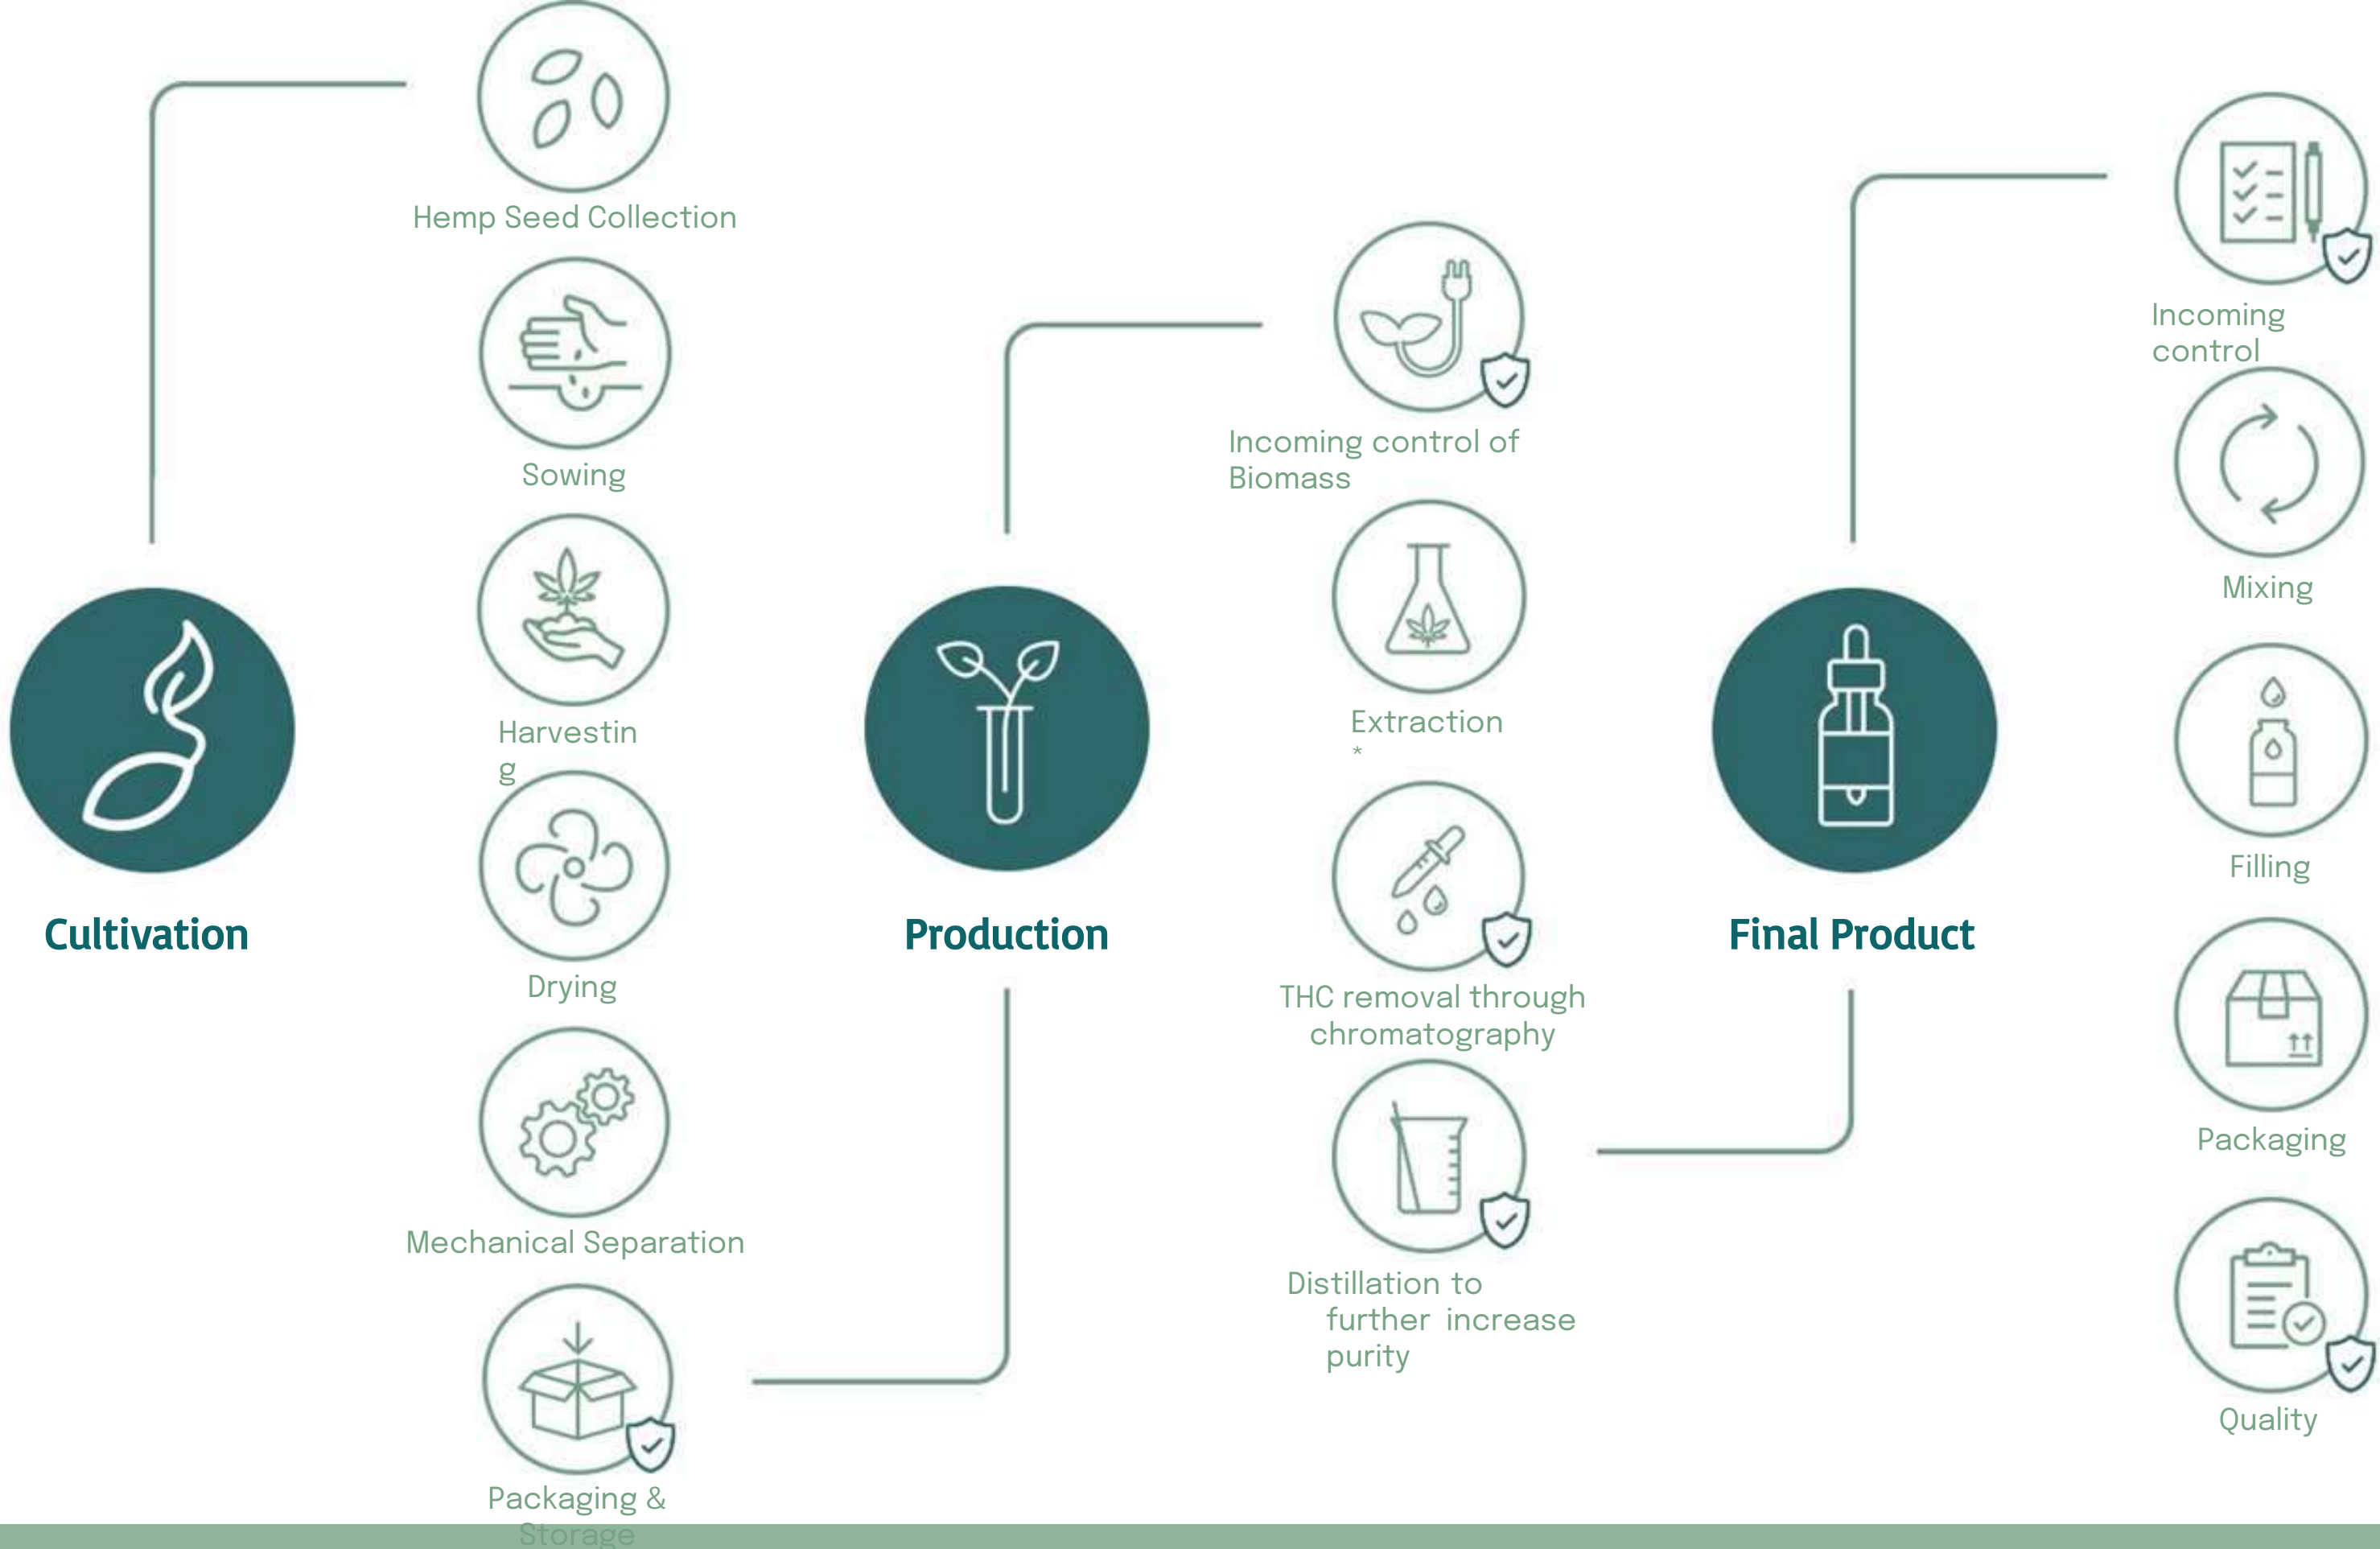 Cultivation
Hemp Seed Collection
Sowing
Harvestin
g
Drying
Mechanical Separation
Packaging &
Storage
Production
Incoming control of
Biomass
Extraction
*
THC removal through
chromatography
Distillation to
further increase
purity
Final Product
Incoming
control
Mixing
Filling
Packaging
Quality